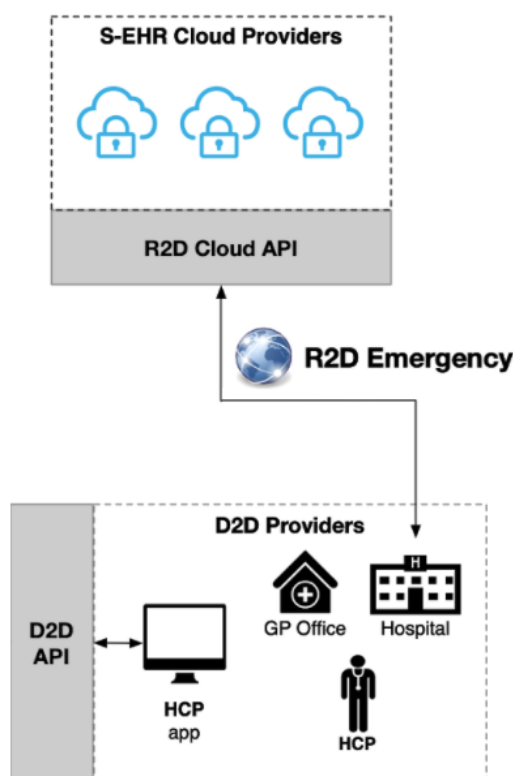 S-EHR Cloud Providers
R2D Cloud API
R2D Emergency
D2D Providers
H
GP Office
Hospital
D2D
API
HCP
app
HCP